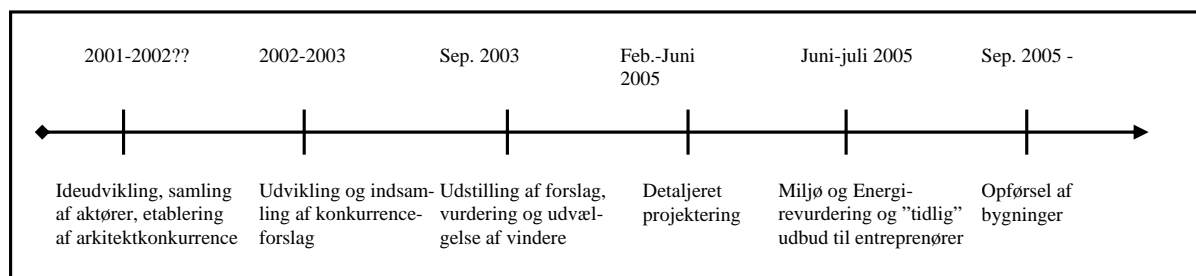 2001-2002??
2002-2003
Sep. 2003
Feb.-Juni
2005
Juni-juli 2005
Sep. 2005 -
Ideudvikling, samling
af aktører, etablering
af arkitektkonkurrence
Udvikling og indsam-
ling af konkurrence-
forslag
Udstilling af forslag,
vurdering og udvæl-
gelse af vindere
Detaljeret
projektering
Miljø og Energi-
revurdering og ”tidlig”
udbud til entreprenører
Opførsel af
bygninger